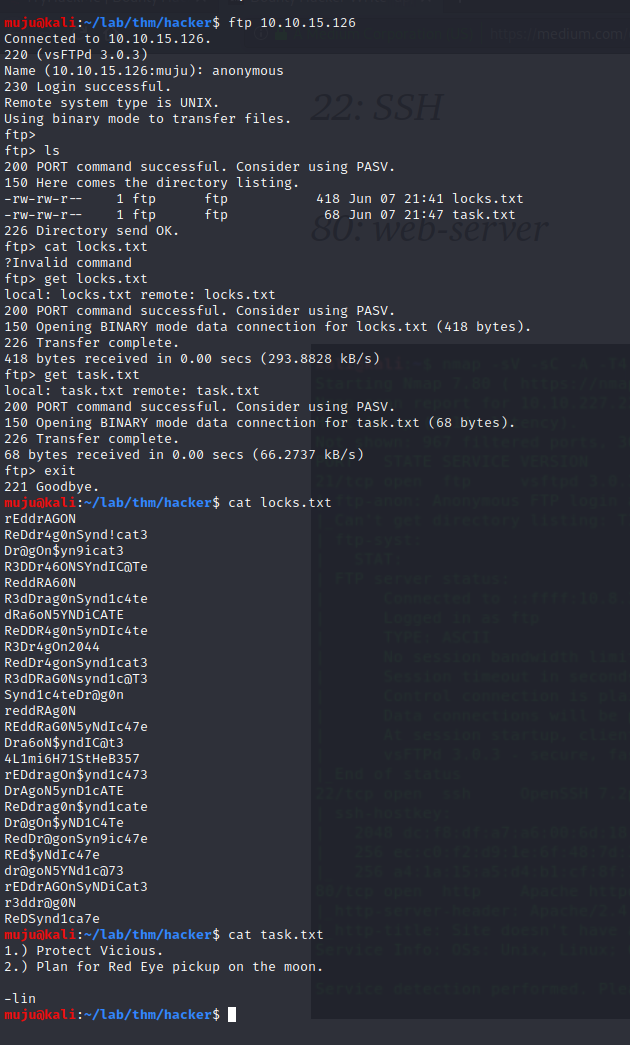 http://medium.com
muju@kali:~/lab/thm/hacker$ ftp 10.10.15.126
Connected to 10.10.15.126.
220 (vsFTPd 3.0.3)
Name (10.10.15.126:muju): anonymous
230 Login successful.
Remote system type is UNIX.
Using binary mode to transfer files.
22: SSH
ftp>
ftp> ls
200 PORT command successful. Consider using PASV.
150 Here comes the directory listing.
-rw-rw-r-- 1 ftp ftp 418 Jun 07 21:41 locks.txt
-rw-rw-r-- 1 ftp ftp 68 Jun 07 21:47 task.txt
226 Directory send OK.
80: web-server
ftp> cat locks.txt
?Invalid command
ftp> get locks.txt
local: locks.txt remote: locks.txt
200 PORT command successful. Consider using PASV.
150 Opening BINARY mode data connection for locks.txt (418 bytes).
226 Transfer complete.
418 bytes received in 0.00 secs (293.8828 kB/s)
ftp> get task.txt
local: task.txt remote: task.txt
200 PORT command successful. Consider using PASV.
150 Opening BINARY mode data connection for task.txt (68 bytes).
226 Transfer complete.
68 bytes received in 0.00 secs (66.2737 kB/s)
ftp> exit
221 Goodbye.
muju@kali:~/lab/thm/hacker$ cat locks.txt
rEddrAGON
ReDdr4g0nSynd!cat3
Dr@gOn$yn9icat3
R3DDr46ONSYndIC@Te
ReddRA60N
R3dDrag0nSynd1c4te
dRa6oN5YNDiCATE
ReDDR4g0n5ynDIc4te
R3Dr4gOn2044
RedDr4gonSynd1cat3
R3dDRaG0Nsynd1c@T3
Synd1c4teDr@g0n
reddRAg0N
REddRaG0N5yNdIc47e
Dra6oN$yndIC@t3
4L1mi6H71StHeB357
rEDdragOn$ynd1c473
DrAgoN5ynD1cATE
ReDdrag0n$ynd1cate
Dr@gOn$yND1C4Te
RedDr@gonSyn9ic47e
REd$yNdIc47e
dr@goN5YNd1c@73
rEDdrAGOnSyNDiCat3
r3ddr@g0N
ReDSynd1ca7e
muju@kali:~/lab/thm/hacker$ cat task.txt
1.) Protect Vicious.
2.) Plan for Red Eye pickup on the moon.
-lin
muju@kali:~/lab/thm/hacker$